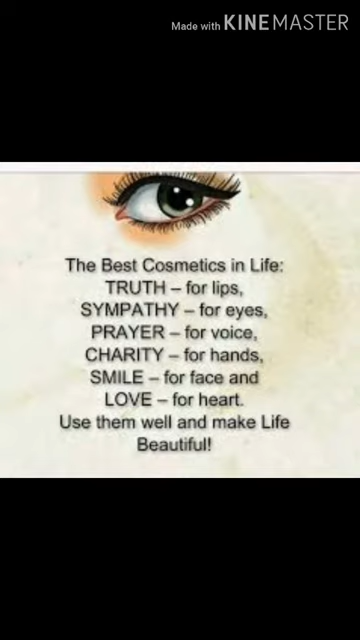 Made with KINEMASTER
The Best Cosmetics in Life:
TRUTH – for lips,
SYMPATHY – for eyes,
PRAYER – for voice,
CHARITY – for hands,
SMILE – for face and
LOVE – for heart.
Use them well and make Life
Beautiful!